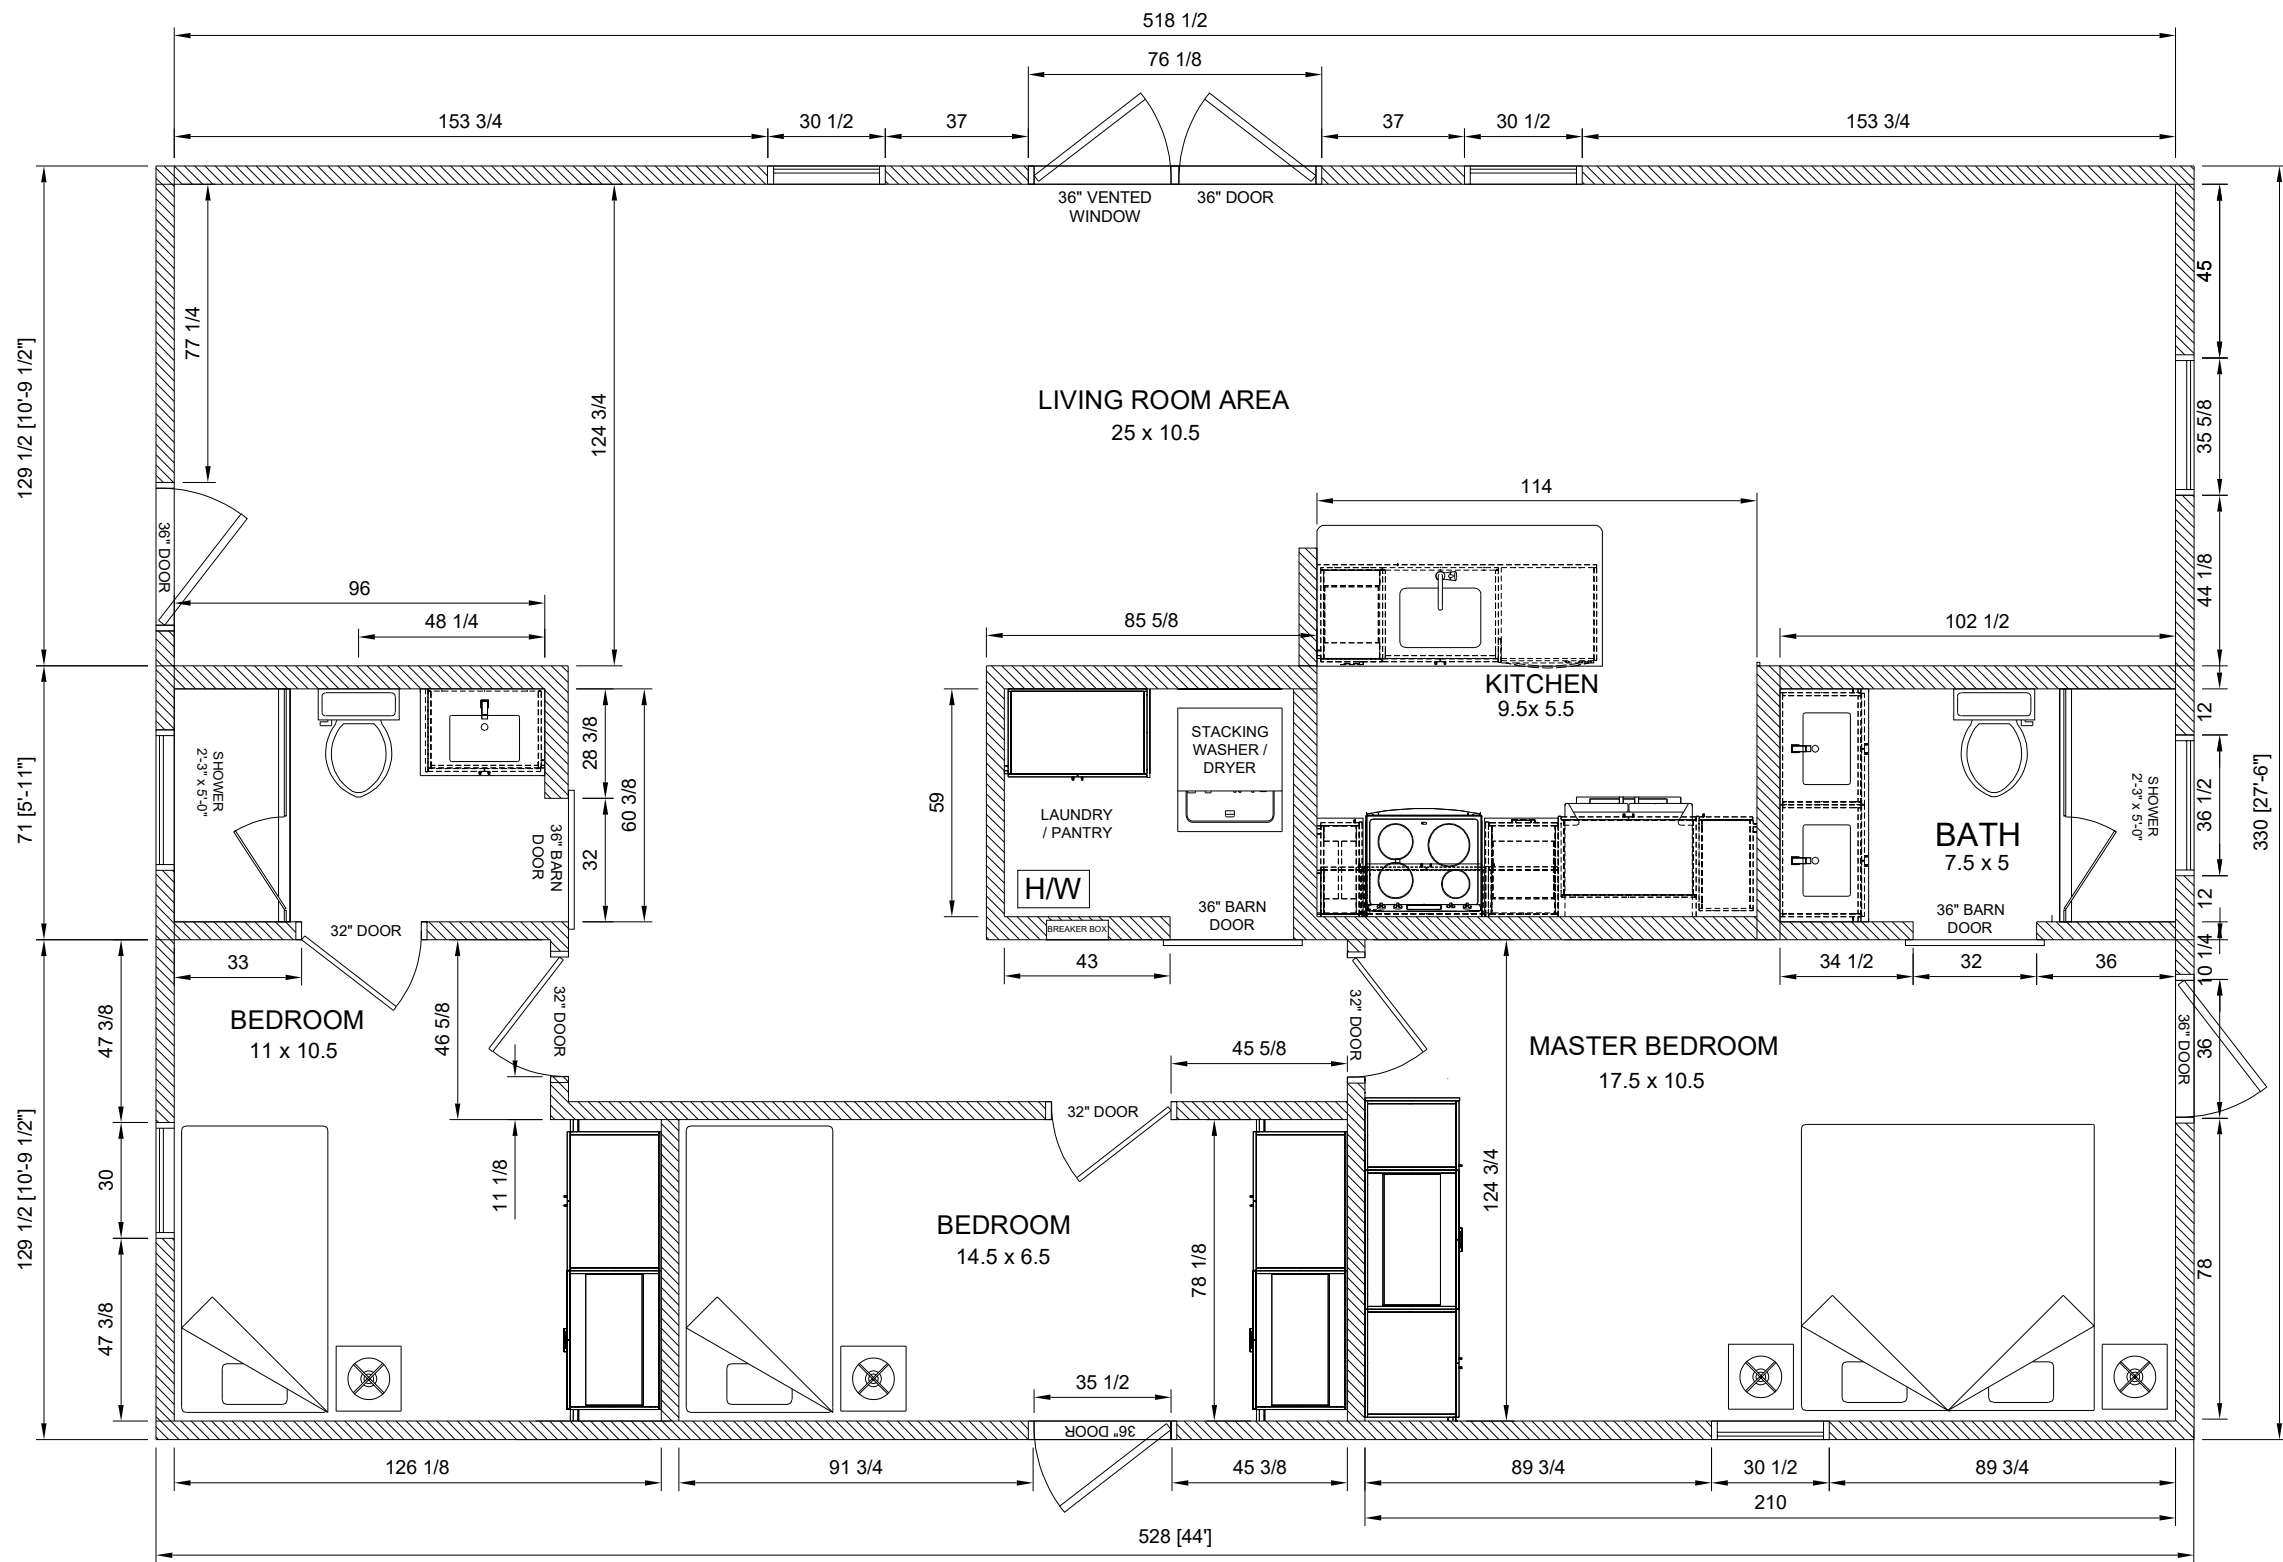 518 1/2
76 1/8
153 3/4
30 1/2
37
37
30 1/2
153 3/4
36" VENTED
WINDOW
36" DOOR
129 1/2 [10'-9 1/2"]
77 1/4
124 3/4
45
LIVING ROOM AREA
25 x 10.5
35 5/8
114
36" DOOR
44 1/8
96
48 1/4
85 5/8
102 1/2
71 [5'-11"]
SHOWER
2'-3" x 5'-0"
28 3/8
60 3/8
32
36" BARN
DOOR
59
STACKING
WASHER /
DRYER
LAUNDRY
/ PANTRY
H/W
BREAKER BOX
36" BARN
DOOR
KITCHEN
9.5x 5.5
BATH
7.5 x 5
36" BARN
DOOR
SHOWER
2'-3" x 5'-0"
12
36 1/2
12
330 [27'-6"]
32" DOOR
33
43
34 1/2
32
36
10 1/4
129 1/2 [10'-9 1/2"]
47 3/8
BEDROOM
11 x 10.5
46 5/8
32" DOOR
45 5/8
32" DOOR
MASTER BEDROOM
17.5 x 10.5
36" DOOR
36
32" DOOR
30
11 1/8
124 3/4
BEDROOM
14.5 x 6.5
78 1/8
78
47 3/8
35 1/2
36" DOOR
126 1/8
91 3/4
45 3/8
89 3/4
30 1/2
89 3/4
210
528 [44']